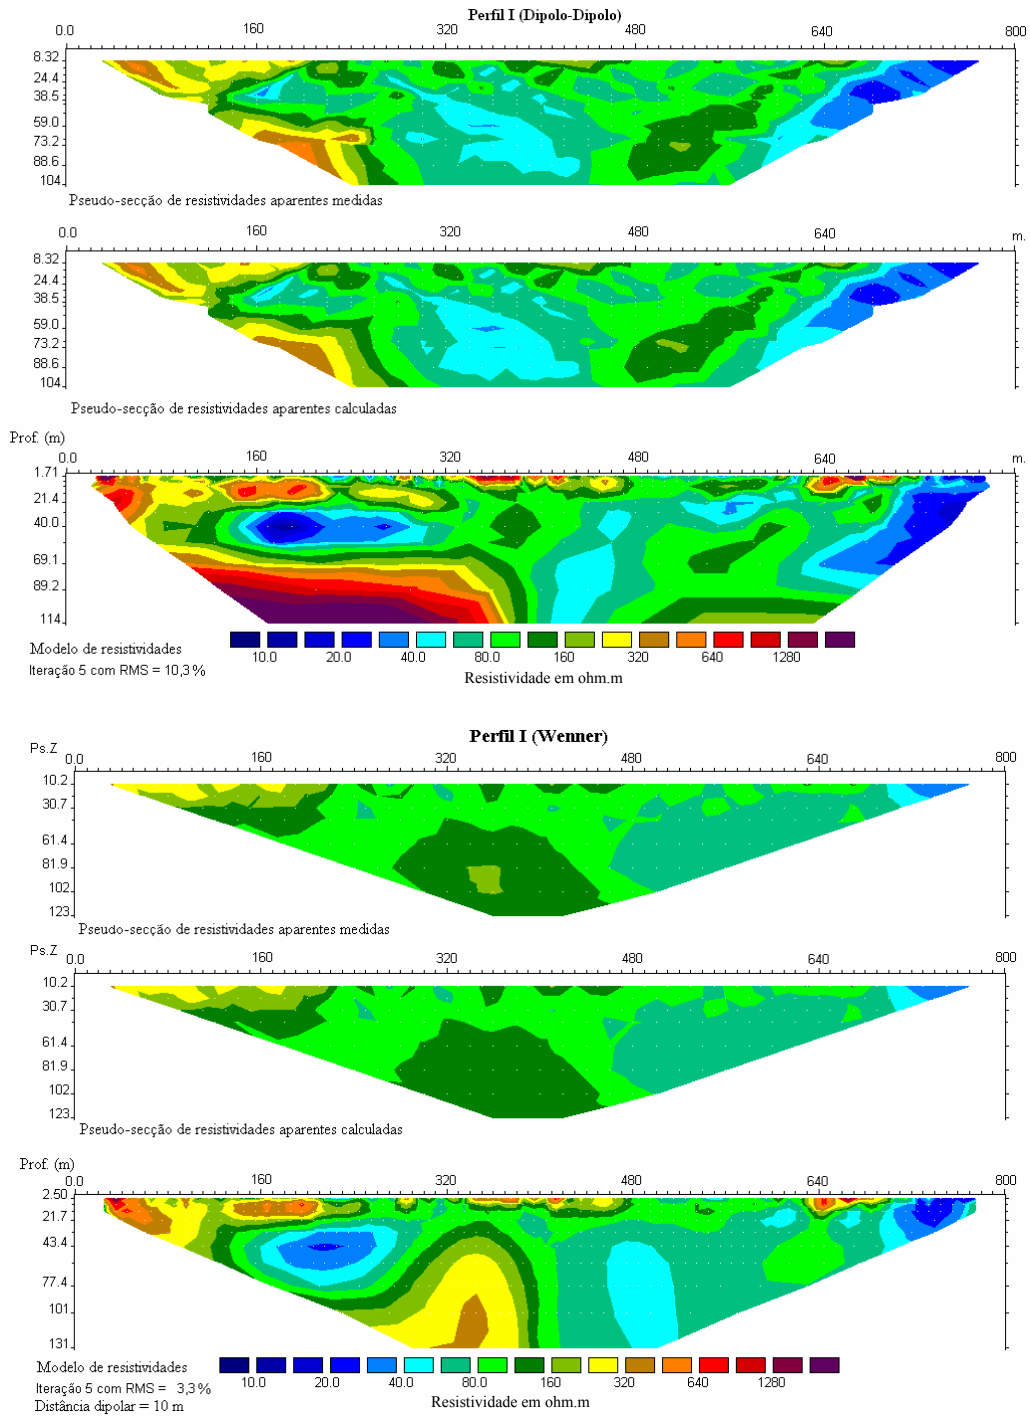 Perfil I (Dipolo-Dipolo)
0.0 160 320 480 640 800
8.32
24.4
38.5
59.0
73.2
88.6
104.
Pseudo-secção de resistividades aparentes medidas
0.0 160 320 480 640 m.
8.32
24.4
38.5
59.0
73.2
88.6
104.
Pseudo-secção de resistividades aparentes calculadas
Prof. (m)
0.0 160 320 480 640 m.
1.71
21.4
40.0
69.1
89.2
114.
Modelo de resistividades
10.0 20.0 40.0 80.0 160 320 640 1280
Iteração 5 com RMS = 10,3%
Resistividade em ohm.m
Perfil I (Wenner)
Ps.Z
0.0 160 320 480 640 800
10.2
30.7
61.4
81.9
102
123
Pseudo-secção de resistividades aparentes medidas
Ps.Z
0.0 160 320 480 640 800
10.2
30.7
61.4
81.9
102
123
Pseudo-secção de resistividades aparentes calculadas
Prof. (m)
0.0 160 320 480 640 800
2.50
21.7
43.4
77.4
101
131
Modelo de resistividades
10.0 20.0 40.0 80.0 160 320 640 1280
Iteração 5 com RMS = 3,3%
Resistividade em ohm.m
Distância dipolar = 10 m